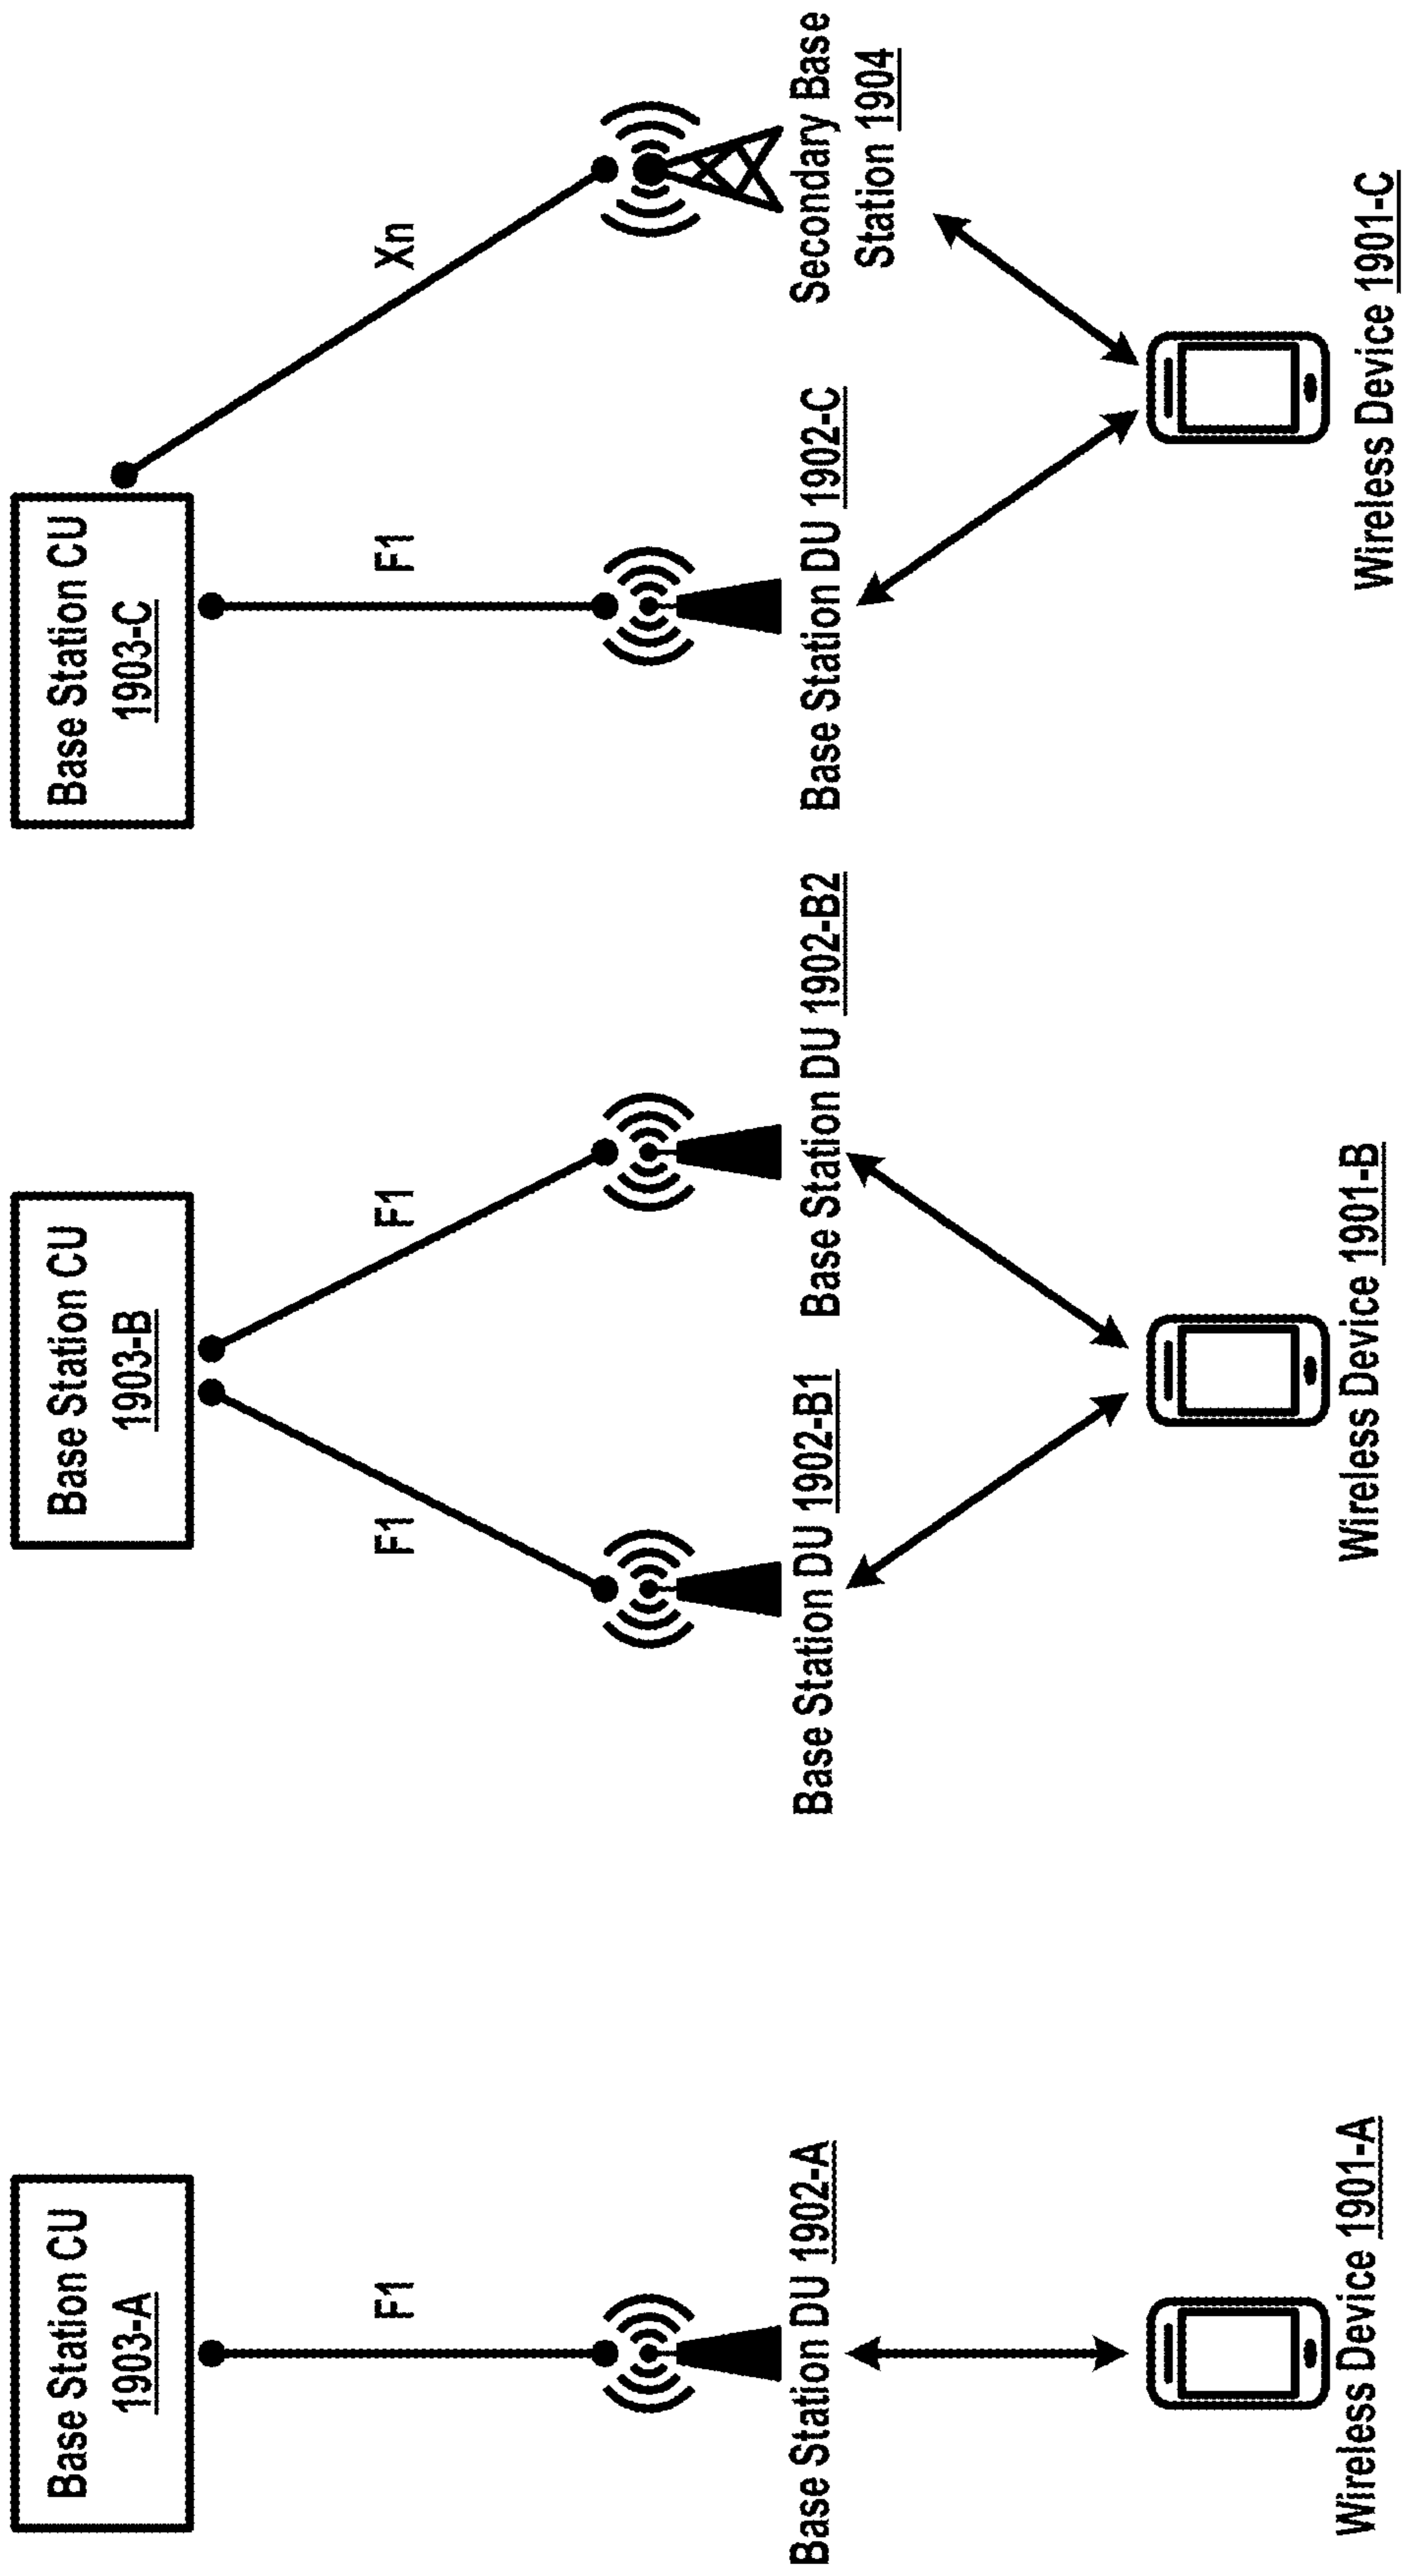 Base Station CU
1903-A
F1
Base Station DU 1902-A
Wireless Device 1901-A
Base Station CU
1903-B
F1
F1
Base Station DU 1902-B1
Base Station DU 1902-B2
Wireless Device 1901-B
Base Station CU
1903-C
F1
Xn
Base Station DU 1902-C
Secondary Base
Station 1904
Wireless Device 1901-C